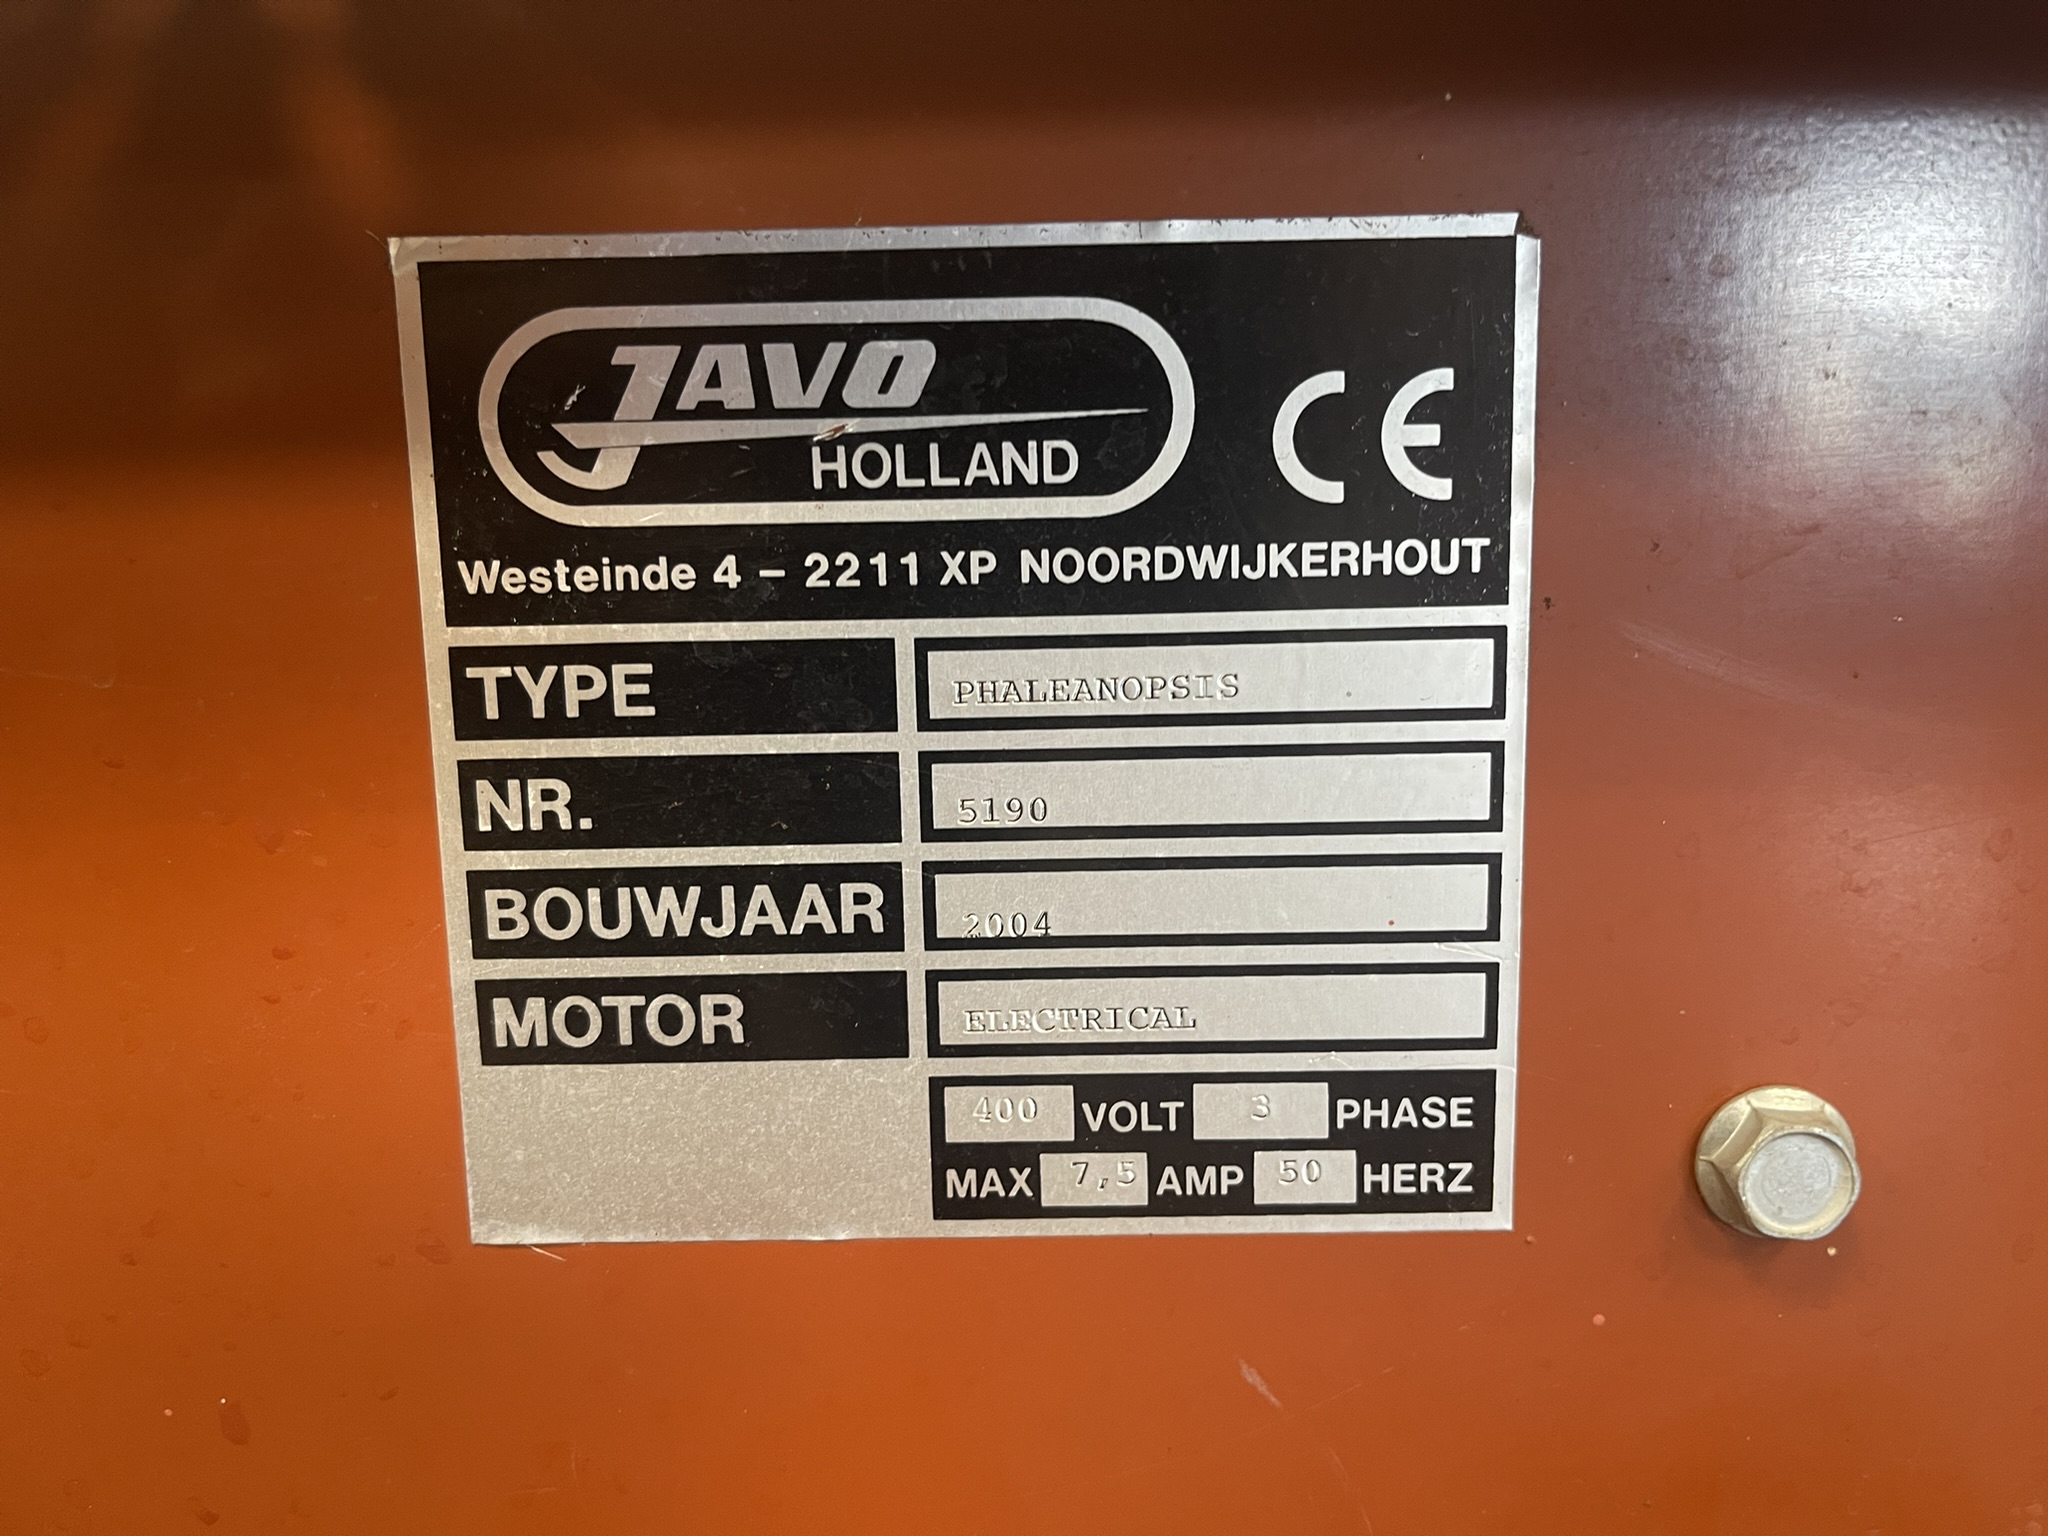 JAVO
HOLLAND
CE
Westeinde 4 - 2211 XP NOORDWIJKERHOUT
TYPE PHALEANOPSIS
NR. 5190
BOUWJAAR 2004
MOTOR ELECTRICAL
400 VOLT 3 PHASE
MAX 7,5 AMP 50 HERZ